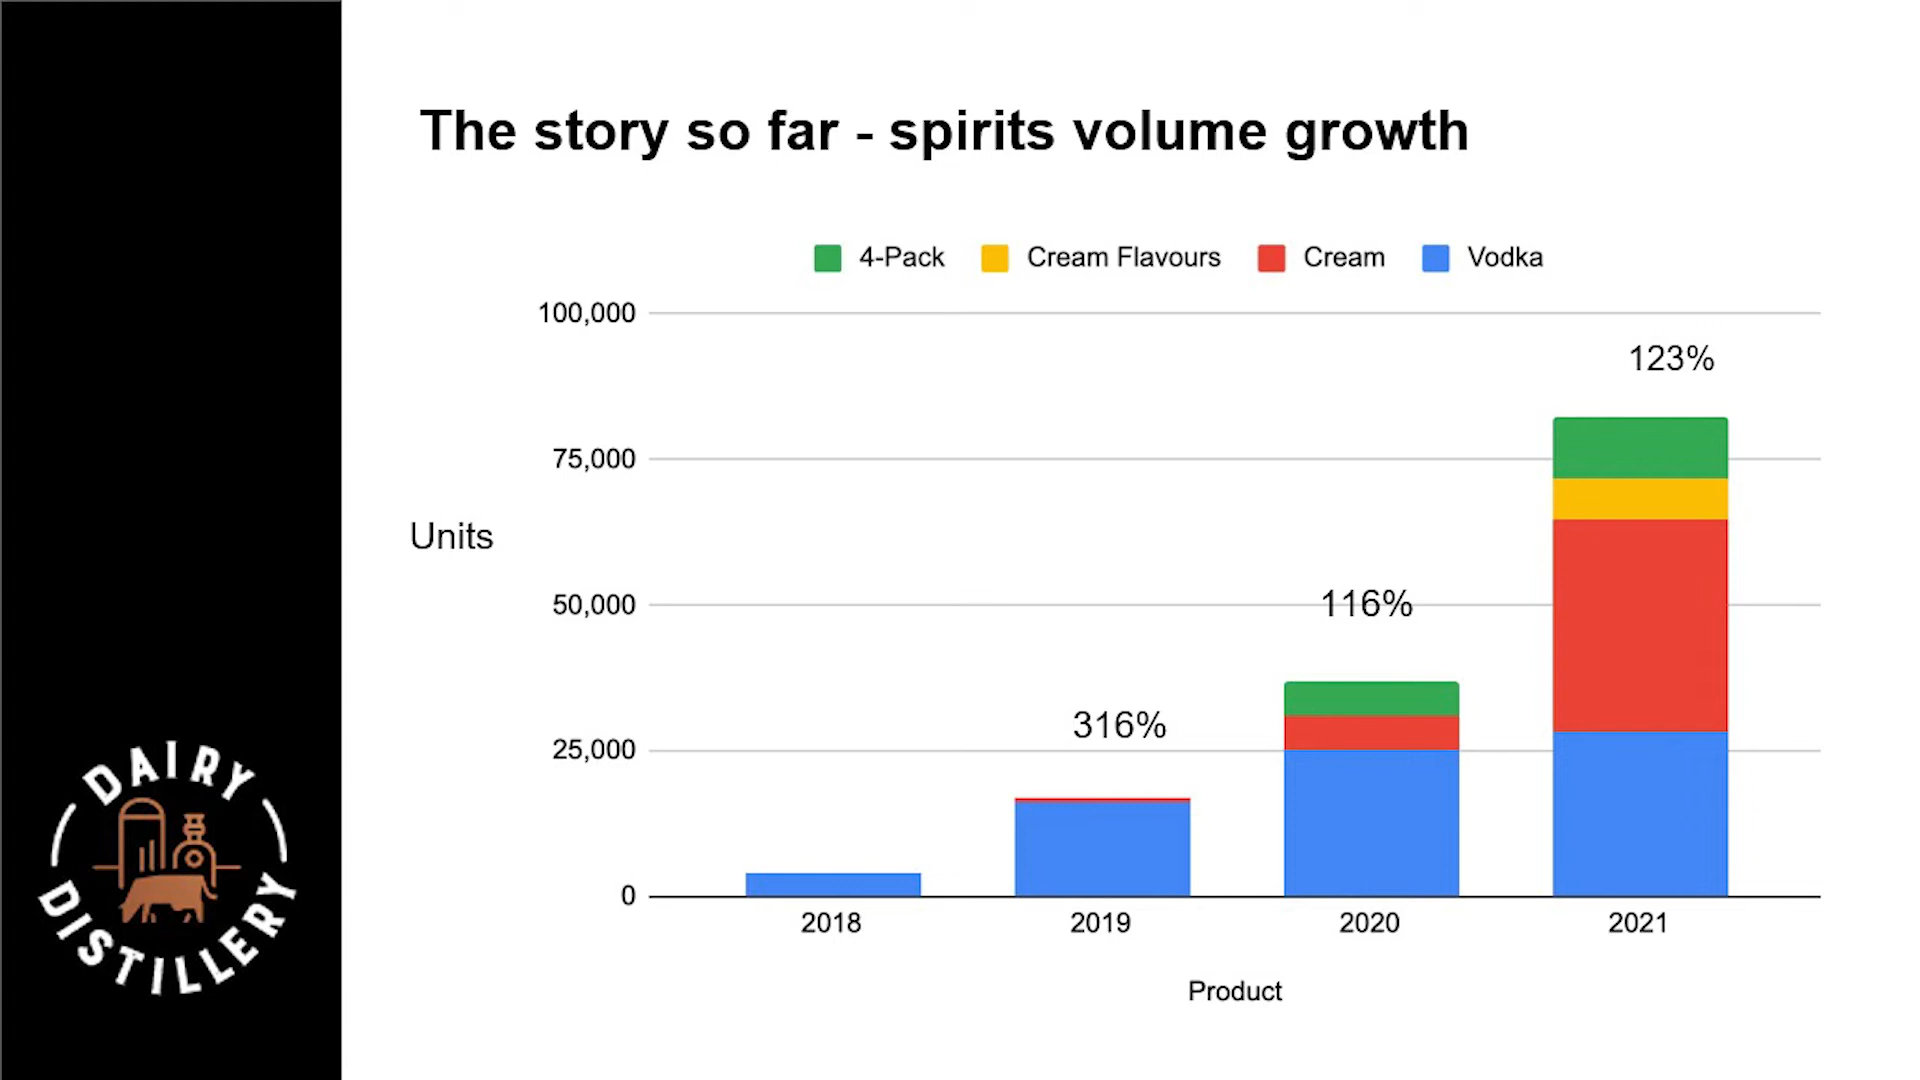 The story so far - spirits volume growth
4-Pack
Cream Flavours
Cream
Vodka
100,000
123%
75,000
Units
50,000
116%
316%
25,000
0
2018
2019
2020
2021
Product
DAIRY
DISTILLERY